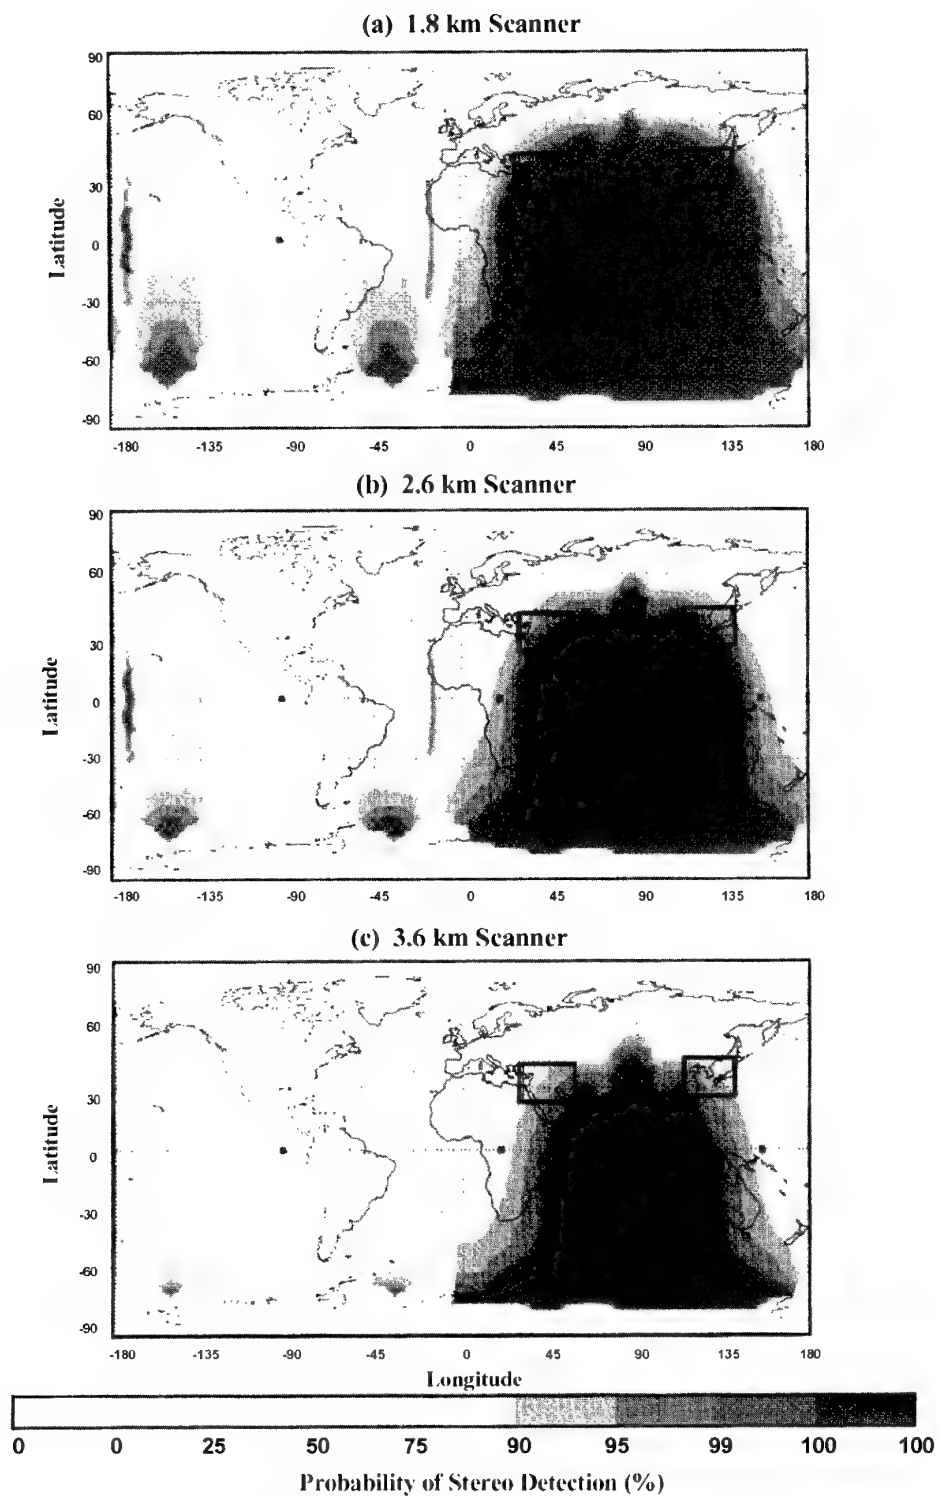 (a) 1.8 km Scanner
90
60
30
0
-30
-60
-90
Latitude
-180 -135 -90 -45 0 45 90 135 180
(b) 2.6 km Scanner
90
60
30
0
-30
-60
-90
Latitude
-180 -135 -90 -45 0 45 90 135 180
(c) 3.6 km Scanner
90
60
30
0
-30
-60
-90
Latitude
-180 -135 -90 -45 0 45 90 135 180
Longitude
0 0 25 50 75 90 95 99 100 100
Probability of Stereo Detection (%)